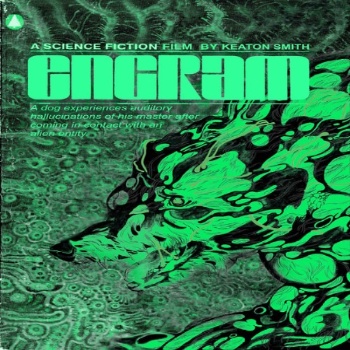 A SCIENCE FICTION FILM BY KEATON SMITH
ENGRAM
A dog experiences auditory
hallucinations of his master after
coming in contact with an
alien entity.